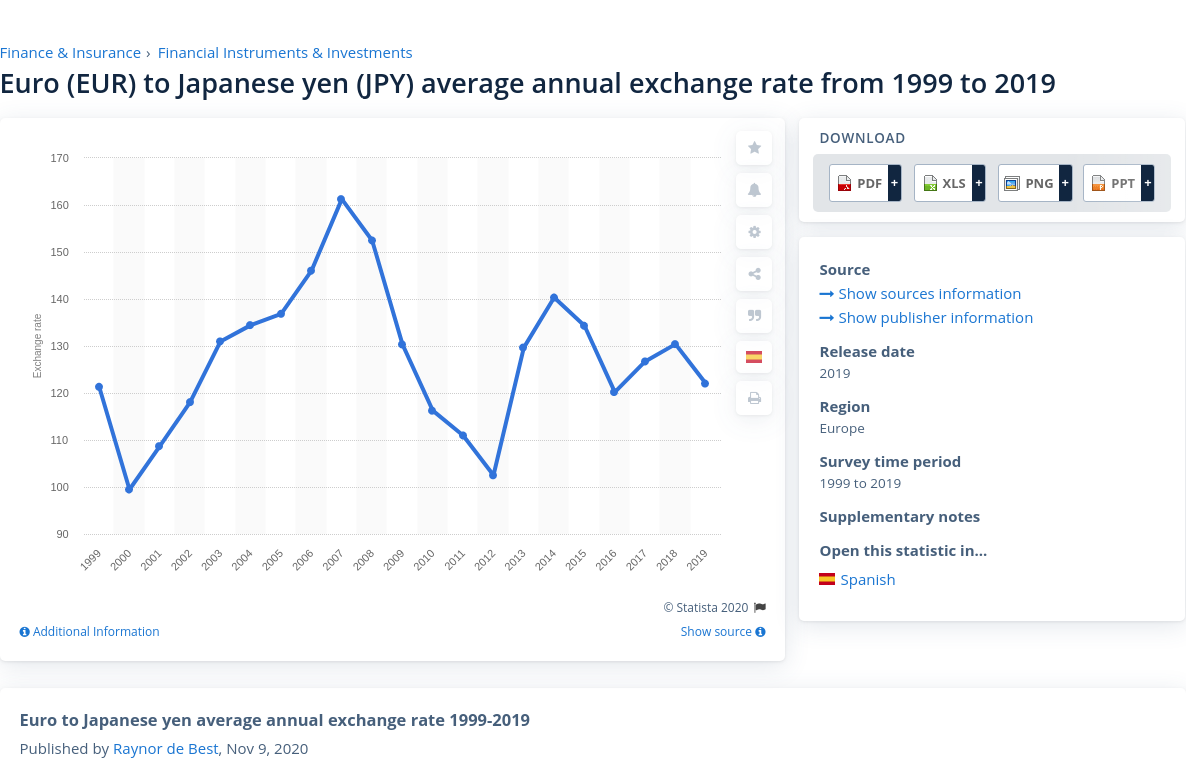 Finance & Insurance › Financial Instruments & Investments
Euro (EUR) to Japanese yen (JPY) average annual exchange rate from 1999 to 2019
170
160
150
140
130
120
110
100
90
Exchange rate
1999 2000 2001 2002 2003 2004 2005 2006 2007 2008 2009 2010 2011 2012 2013 2014 2015 2016 2017 2018 2019
© Statista 2020
Additional Information
Show source
DOWNLOAD
PDF + XLS + PNG + PPT +
Source
Show sources information
Show publisher information
Release date
2019
Region
Europe
Survey time period
1999 to 2019
Supplementary notes
Open this statistic in...
Spanish
Euro to Japanese yen average annual exchange rate 1999-2019
Published by Raynor de Best, Nov 9, 2020